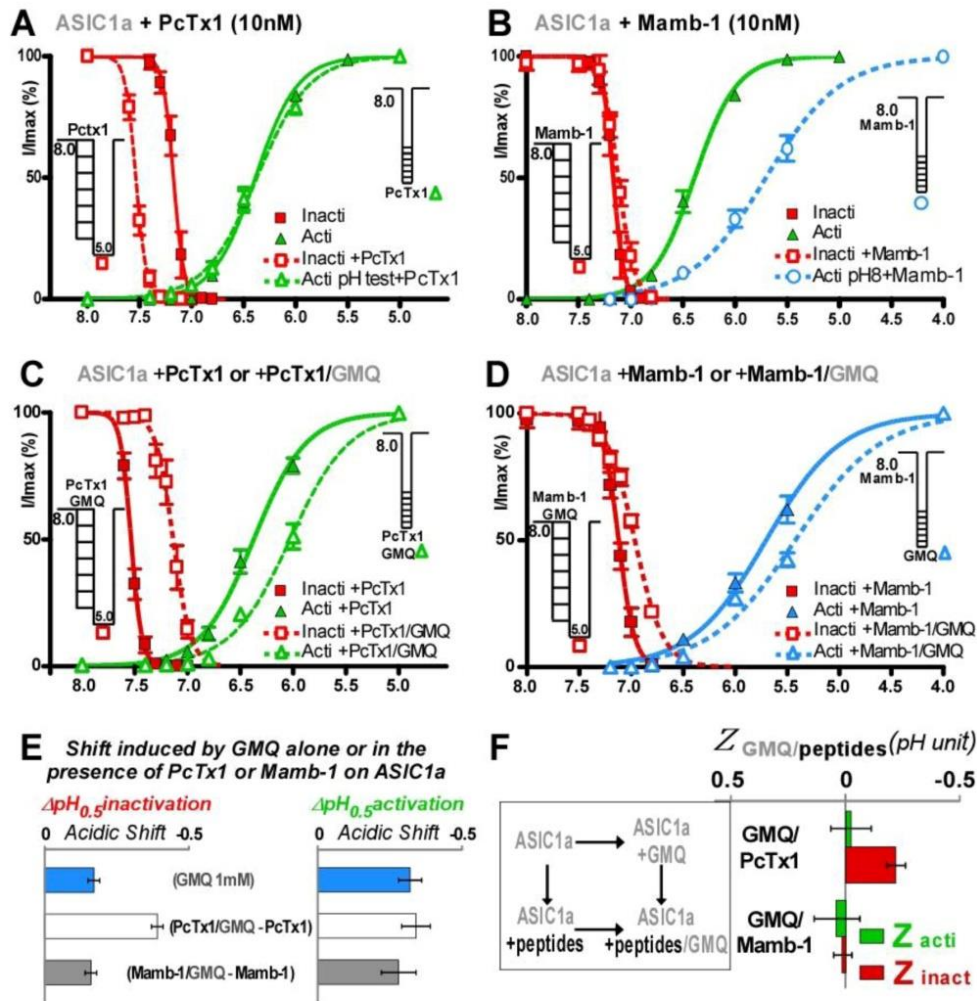 A ASIC1a + PcTx1 (10nM)
I/Imax (%)
100
50
0
8.0 7.5 7.0 6.5 6.0 5.5 5.0
Pctx1
8.0
5.0
8.0
PcTx1
Inacti
Acti
Inacti +PcTx1
Acti pH test+PcTx1
B ASIC1a + Mamb-1 (10nM)
I/Imax (%)
100
50
0
8.0 7.5 7.0 6.5 6.0 5.5 5.0 4.5 4.0
Mamb-1
8.0
5.0
8.0
Mamb-1
Inacti
Acti
Inacti +Mamb-1
Acti pH8+Mamb-1
C ASIC1a +PcTx1 or +PcTx1/GMQ
I/Imax (%)
100
50
0
8.0 7.5 7.0 6.5 6.0 5.5 5.0
PcTx1
GMQ
8.0
5.0
8.0
PcTx1
GMQ
Inacti +PcTx1
Acti +PcTx1
Inacti +PcTx1/GMQ
Acti +PcTx1/GMQ
D ASIC1a +Mamb-1 or +Mamb-1/GMQ
I/Imax (%)
100
50
0
8.0 7.5 7.0 6.5 6.0 5.5 5.0 4.5 4.0
Mamb-1
GMQ
8.0
5.0
8.0
Mamb-1
GMQ
Inacti +Mamb-1
Acti +Mamb-1
Inacti +Mamb-1/GMQ
Acti +Mamb-1/GMQ
E Shift induced by GMQ alone or in the
presence of PcTx1 or Mamb-1 on ASIC1a
ΔpH0.5inactivation ΔpH0.5activation
0 Acidic Shift -0.5 0 Acidic Shift -0.5
(GMQ 1mM)
(PcTx1/GMQ - PcTx1)
(Mamb-1/GMQ - Mamb-1)
F Z GMQ/peptides (pH unit)
0.5 0 -0.5
ASIC1a ASIC1a
+GMQ
ASIC1a ASIC1a
+peptides +peptides/GMQ
GMQ/
PcTx1
GMQ/
Mamb-1
Z acti
Z inact